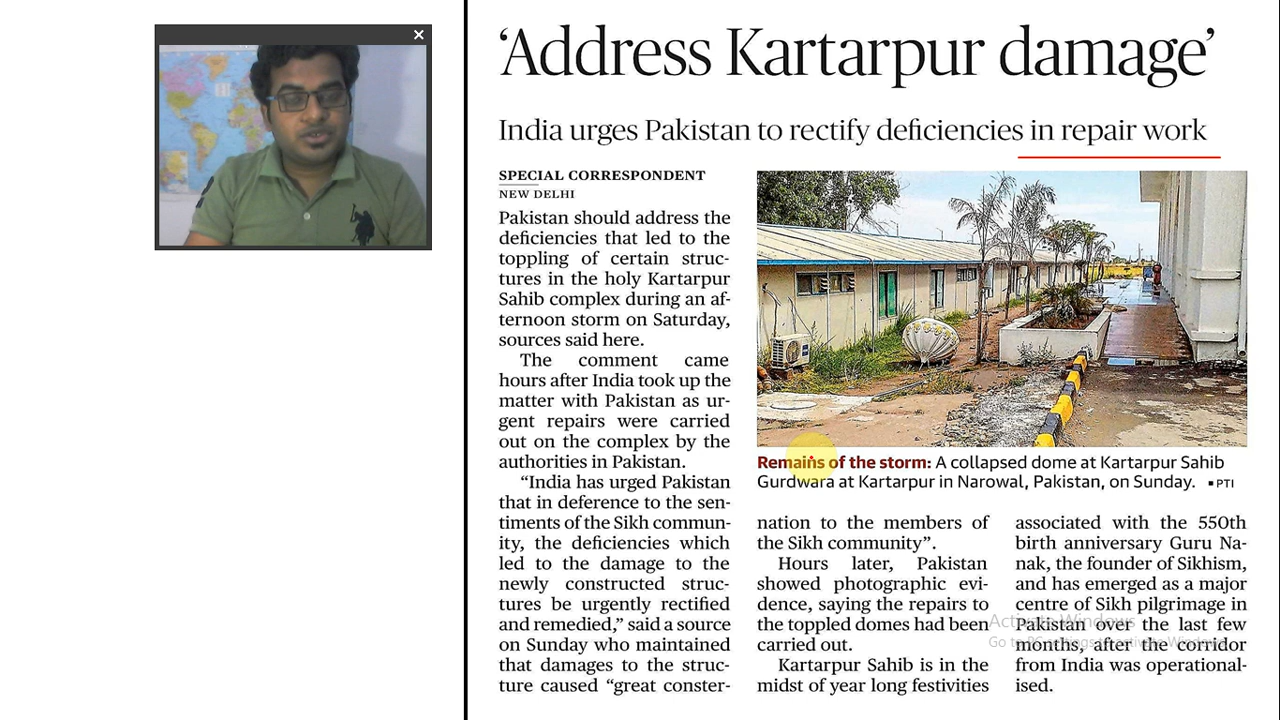 ‘Address Kartarpur damage’
India urges Pakistan to rectify deficiencies in repair work
SPECIAL CORRESPONDENT
NEW DELHI
Pakistan should address the
deficiencies that led to the
toppling of certain struc-
tures in the holy Kartarpur
Sahib complex during an af-
ternoon storm on Saturday,
sources said here.
The comment came
hours after India took up the
matter with Pakistan as ur-
gent repairs were carried
out on the complex by the
authorities in Pakistan.
“India has urged Pakistan
that in deference to the sen-
timents of the Sikh commun-
ity, the deficiencies which
led to the damage to the
newly constructed struc-
tures be urgently rectified
and remedied,” said a source
on Sunday who maintained
that damages to the struc-
ture caused “great conster-
Remains of the storm: A collapsed dome at Kartarpur Sahib
Gurdwara at Kartarpur in Narowal, Pakistan, on Sunday. ▪ PTI
nation to the members of
the Sikh community”.
Hours later, Pakistan
showed photographic evi-
dence, saying the repairs to
the toppled domes had been
carried out.
Kartarpur Sahib is in the
midst of year long festivities
associated with the 550th
birth anniversary Guru Na-
nak, the founder of Sikhism,
and has emerged as a major
centre of Sikh pilgrimage in
Pakistan over the last few
months, after the corridor
from India was operational-
ised.
Activate Windows
Go to PC settings to activate Windows.